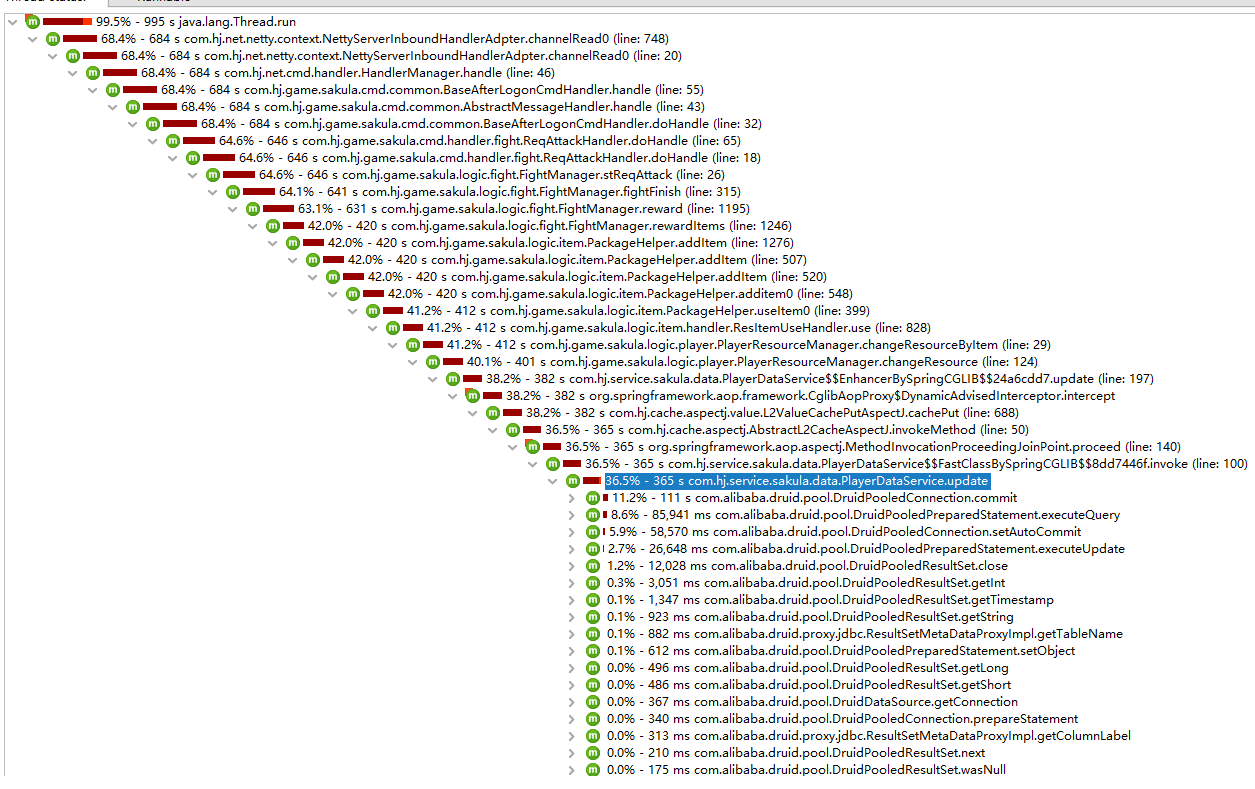 99.5% - 995 s java.lang.Thread.run
68.4% - 684 s com.hj.net.netty.context.NettyServerInboundHandlerAdpter.channelRead0 (line: 748)
68.4% - 684 s com.hj.net.netty.context.NettyServerInboundHandlerAdpter.channelRead0 (line: 20)
68.4% - 684 s com.hj.net.cmd.handler.HandlerManager.handle (line: 46)
68.4% - 684 s com.hj.game.sakula.cmd.common.BaseAfterLogonCmdHandler.handle (line: 55)
68.4% - 684 s com.hj.game.sakula.cmd.common.AbstractMessageHandler.handle (line: 43)
68.4% - 684 s com.hj.game.sakula.cmd.common.BaseAfterLogonCmdHandler.doHandle (line: 32)
64.6% - 646 s com.hj.game.sakula.cmd.handler.fight.ReqAttackHandler.doHandle (line: 65)
64.6% - 646 s com.hj.game.sakula.cmd.handler.fight.ReqAttackHandler.doHandle (line: 18)
64.6% - 646 s com.hj.game.sakula.logic.fight.FightManager.stReqAttack (line: 26)
64.1% - 641 s com.hj.game.sakula.logic.fight.FightManager.fightFinish (line: 315)
63.1% - 631 s com.hj.game.sakula.logic.fight.FightManager.reward (line: 1195)
42.0% - 420 s com.hj.game.sakula.logic.fight.FightManager.rewardItems (line: 1246)
42.0% - 420 s com.hj.game.sakula.logic.item.PackageHelper.addItem (line: 1276)
42.0% - 420 s com.hj.game.sakula.logic.item.PackageHelper.addItem (line: 507)
42.0% - 420 s com.hj.game.sakula.logic.item.PackageHelper.addItem (line: 520)
42.0% - 420 s com.hj.game.sakula.logic.item.PackageHelper.additem0 (line: 548)
41.2% - 412 s com.hj.game.sakula.logic.item.PackageHelper.useItem0 (line: 399)
41.2% - 412 s com.hj.game.sakula.logic.item.handler.ResItemUseHandler.use (line: 828)
41.2% - 412 s com.hj.game.sakula.logic.player.PlayerResourceManager.changeResourceByItem (line: 29)
40.1% - 401 s com.hj.game.sakula.logic.player.PlayerResourceManager.changeResource (line: 124)
38.2% - 382 s com.hj.service.sakula.data.PlayerDataService$$EnhancerBySpringCGLIB$$24a6cdd7.update (line: 197)
38.2% - 382 s org.springframework.aop.framework.CglibAopProxy$DynamicAdvisedInterceptor.intercept
38.2% - 382 s com.hj.cache.aspectj.value.L2ValueCachePutAspectJ.cachePut (line: 688)
36.5% - 365 s com.hj.cache.aspectj.AbstractL2CacheAspectJ.invokeMethod (line: 50)
36.5% - 365 s org.springframework.aop.aspectj.MethodInvocationProceedingJoinPoint.proceed (line: 140)
36.5% - 365 s com.hj.service.sakula.data.PlayerDataService$$FastClassBySpringCGLIB$$8dd7446f.invoke (line: 100)
36.5% - 365 s com.hj.service.sakula.data.PlayerDataService.update
11.2% - 111 s com.alibaba.druid.pool.DruidPooledConnection.commit
8.6% - 85,941 ms com.alibaba.druid.pool.DruidPooledPreparedStatement.executeQuery
5.9% - 58,570 ms com.alibaba.druid.pool.DruidPooledConnection.setAutoCommit
2.7% - 26,648 ms com.alibaba.druid.pool.DruidPooledPreparedStatement.executeUpdate
1.2% - 12,028 ms com.alibaba.druid.pool.DruidPooledResultSet.close
0.3% - 3,051 ms com.alibaba.druid.pool.DruidPooledResultSet.getInt
0.1% - 1,347 ms com.alibaba.druid.pool.DruidPooledResultSet.getTimestamp
0.1% - 923 ms com.alibaba.druid.pool.DruidPooledResultSet.getString
0.1% - 882 ms com.alibaba.druid.proxy.jdbc.ResultSetMetaDataProxyImpl.getTableName
0.1% - 612 ms com.alibaba.druid.pool.DruidPooledPreparedStatement.setObject
0.0% - 496 ms com.alibaba.druid.pool.DruidPooledResultSet.getLong
0.0% - 486 ms com.alibaba.druid.pool.DruidPooledResultSet.getShort
0.0% - 367 ms com.alibaba.druid.pool.DruidDataSource.getConnection
0.0% - 340 ms com.alibaba.druid.pool.DruidPooledConnection.prepareStatement
0.0% - 313 ms com.alibaba.druid.proxy.jdbc.ResultSetMetaDataProxyImpl.getColumnLabel
0.0% - 210 ms com.alibaba.druid.pool.DruidPooledResultSet.next
0.0% - 175 ms com.alibaba.druid.pool.DruidPooledResultSet.wasNull